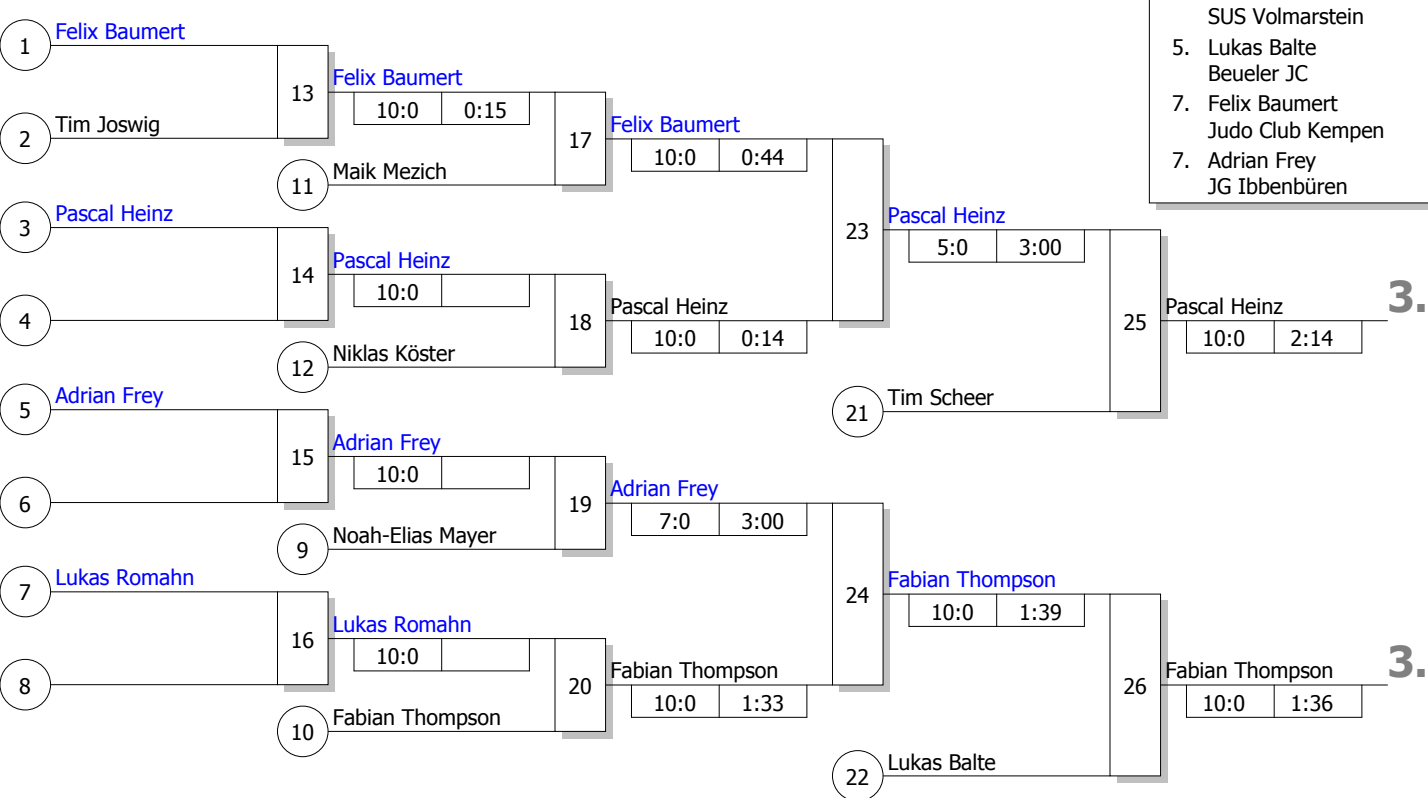 SUS Volmarstein
5. Lukas Balte
Beueler JC
7. Felix Baumert
Judo Club Kempen
7. Adrian Frey
JG Ibbenbüren
1 Felix Baumert
2 Tim Joswig
13 Felix Baumert
10:0 0:15
11 Maik Mezich
17 Felix Baumert
10:0 0:44
3 Pascal Heinz
4
14 Pascal Heinz
10:0
12 Niklas Köster
18 Pascal Heinz
10:0 0:14
23 Pascal Heinz
5:0 3:00
21 Tim Scheer
25 Pascal Heinz 3.
10:0 2:14
5 Adrian Frey
6
15 Adrian Frey
10:0
9 Noah-Elias Mayer
19 Adrian Frey
7:0 3:00
7 Lukas Romahn
8
16 Lukas Romahn
10:0
10 Fabian Thompson
20 Fabian Thompson
10:0 1:33
24 Fabian Thompson
10:0 1:39
22 Lukas Balte
26 Fabian Thompson 3.
10:0 1:36